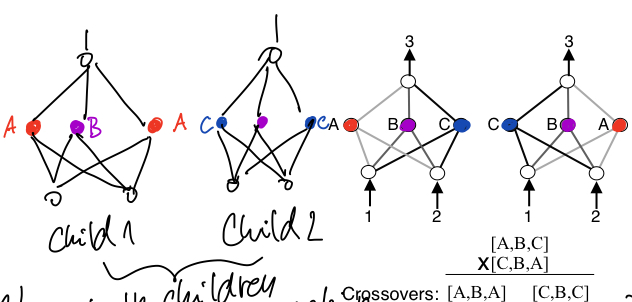 3 3
A B A C C A B C C B A
1 2 1 2
Child 1 Child 2
[A,B,C]
X[C,B,A]
children
Crossovers: [A,B,A] [C,B,C]